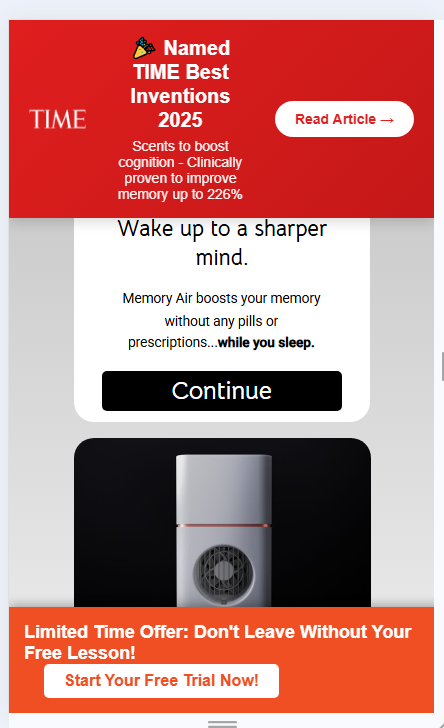 TIME
🎉 Named
TIME Best
Inventions
2025
Scents to boost
cognition - Clinically
proven to improve
memory up to 226%
Read Article →
Wake up to a sharper
mind.
Memory Air boosts your memory
without any pills or
prescriptions...while you sleep.
Continue
Limited Time Offer: Don't Leave Without Your
Free Lesson!
Start Your Free Trial Now!